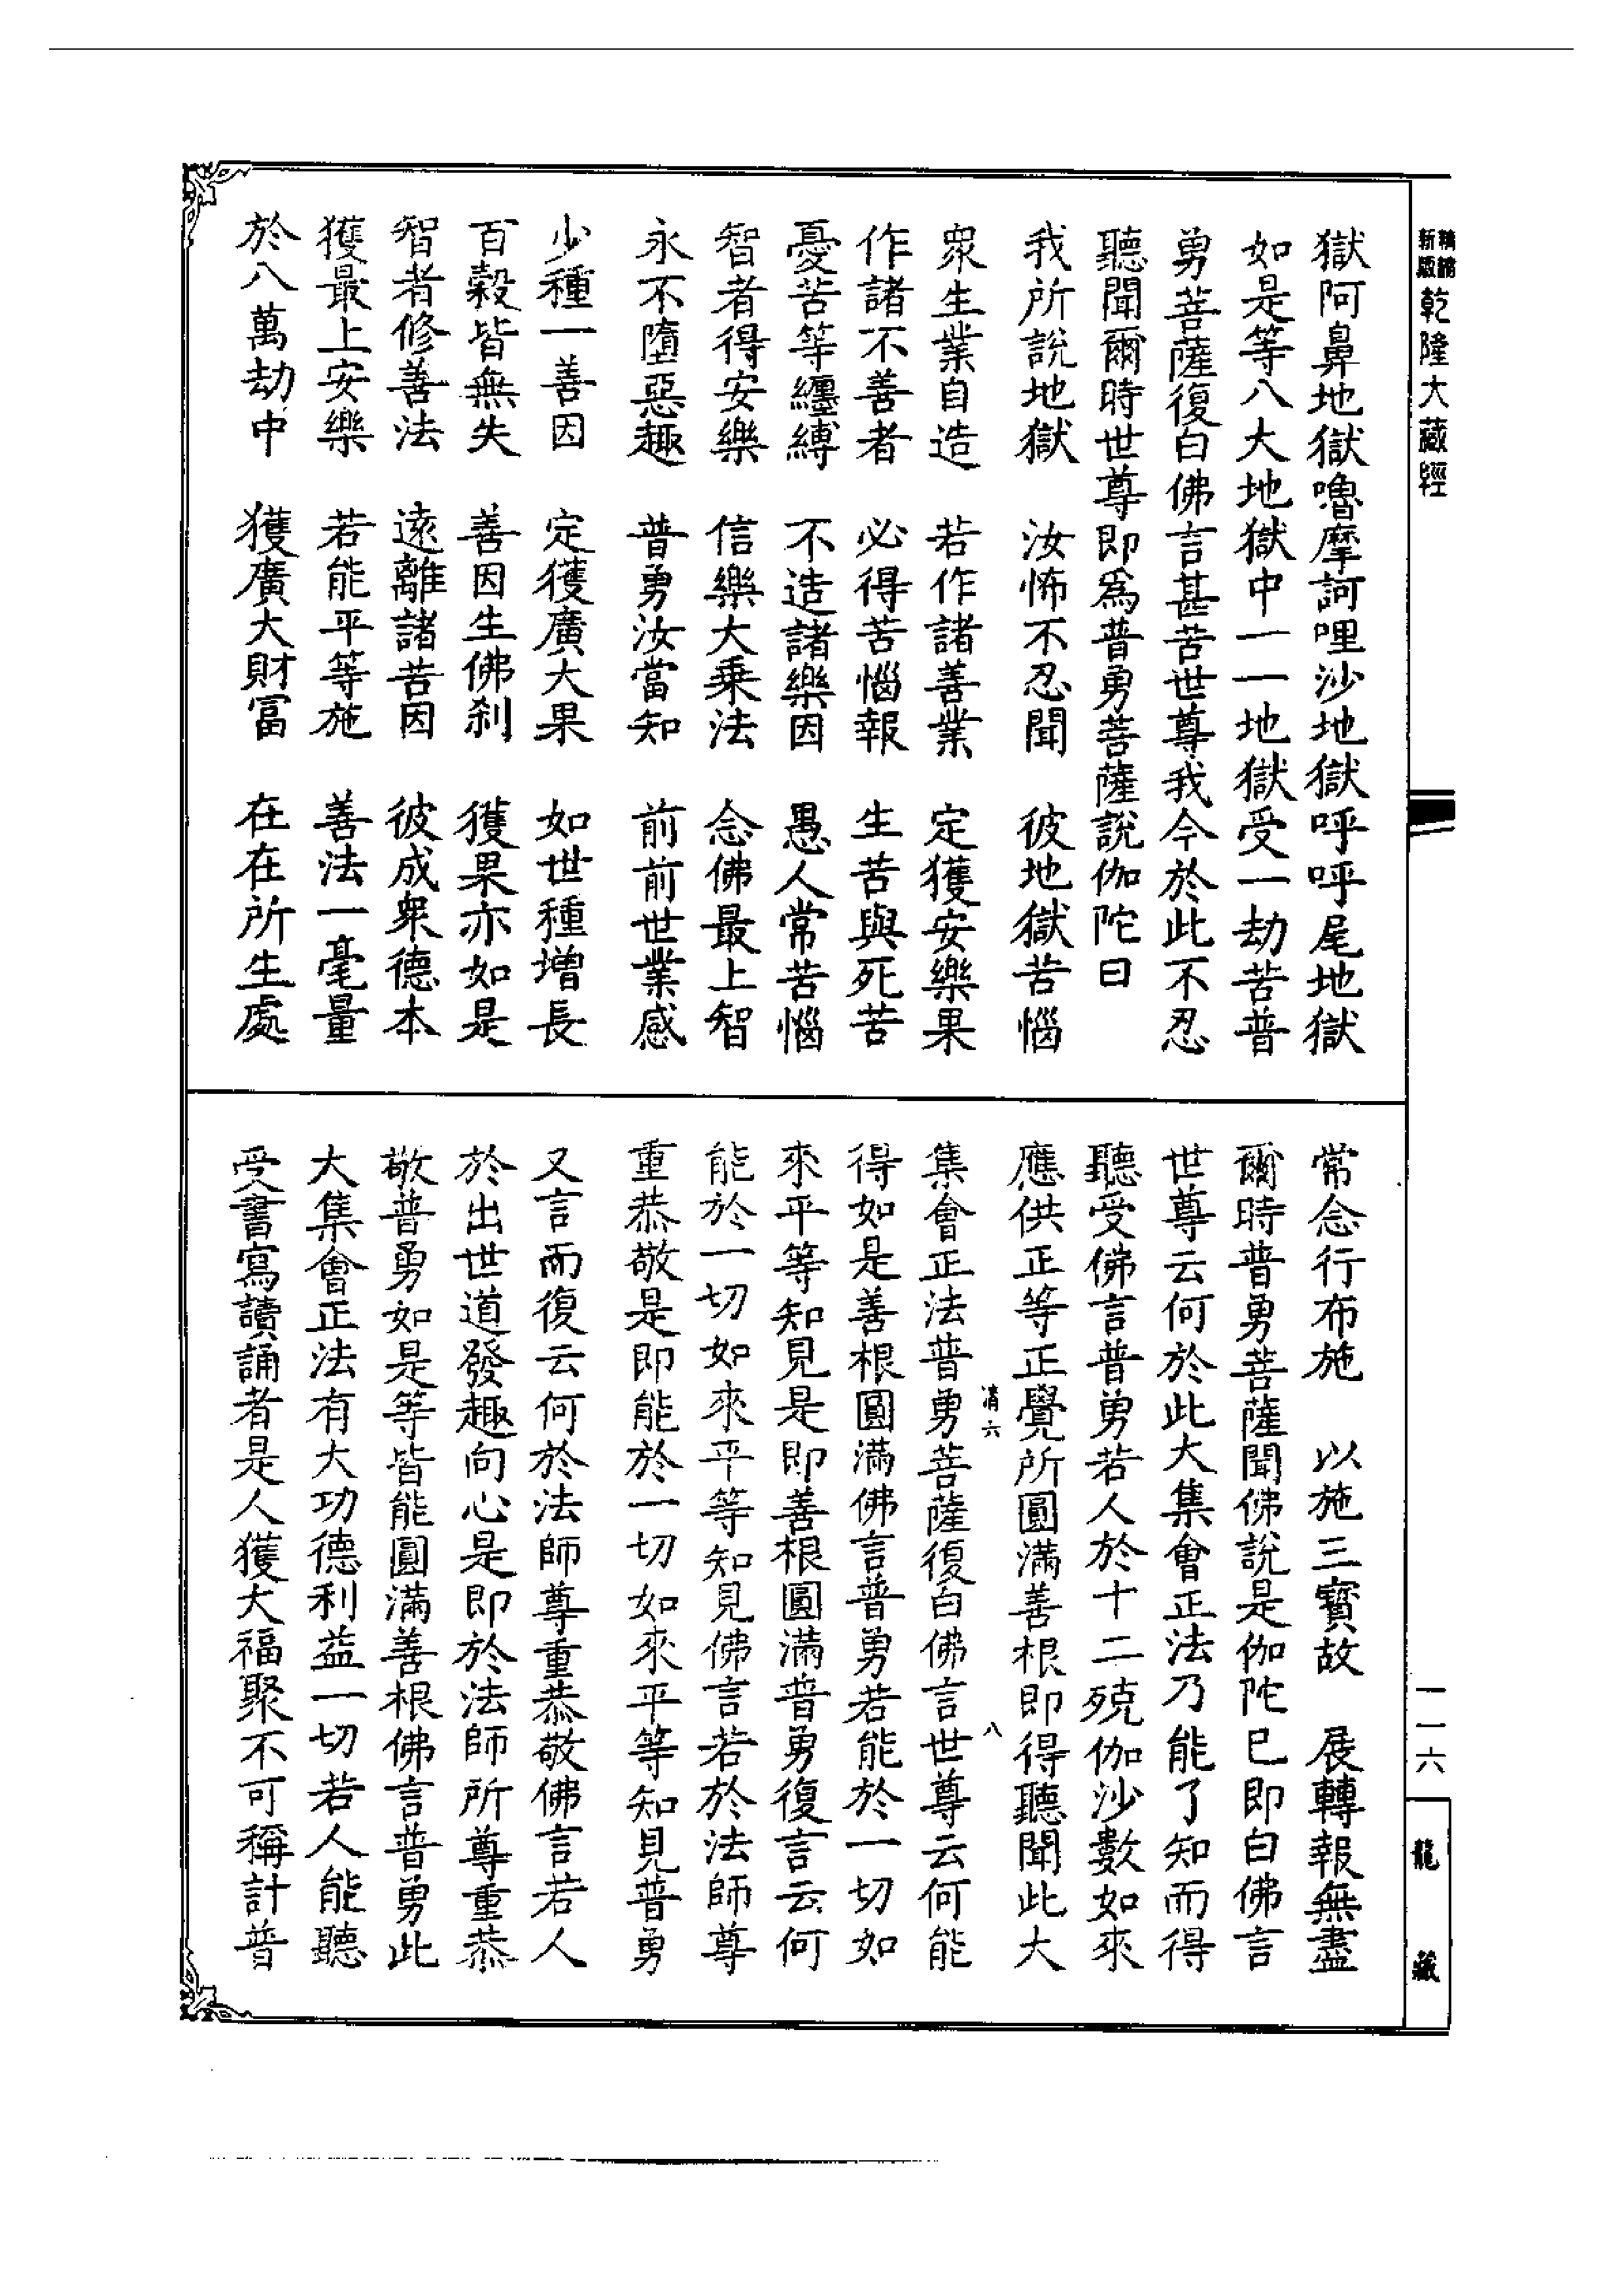 精縮新版乾隆大藏經
獄阿鼻地獄嚕摩訶哩沙地獄呼呼尾地獄
如是等八大地獄中一一地獄受一劫苦普
勇菩薩復白佛言甚苦世尊我今於此不忍
聽聞爾時世尊即為普勇菩薩說伽陀曰
我所說地獄　汝怖不忍聞　彼地獄苦惱
眾生業自造　若作諸善業　定獲安樂果
作諸不善者　必得苦惱報　生苦與死苦
憂苦等纏縛　不造諸樂因　愚人常苦惱
智者得安樂　信樂大乗法　念佛最上智
永不墮惡趣　普勇汝當知　前前世業感
少種一善因　定獲廣大果　如世種增長
百穀皆無失　善因生佛刹　獲果亦如是
智者修善法　遠離諸苦因　彼成眾德本
獲最上安樂　若能平等施　善法一毫量
於八萬劫中　獲廣大財富　在在所生處
常念行布施　以施三寶故　展轉報無盡
爾時普勇菩薩聞佛說是伽陀已即白佛言
世尊云何於此大集會正法乃能了知而得
聽受佛言普勇若人於十二殑伽沙數如來
應供正等正覺所圓滿善根即得聽聞此大
清六　八
集會正法普勇菩薩復白佛言世尊云何能
得如是善根圓滿佛言普勇若能於一切如
來平等知見是即善根圓滿普勇復言云何
能於一切如來平等知見佛言若於法師尊
重恭敬是即能於一切如來平等知見普勇
又言而復云何於法師尊重恭敬佛言若人
於出世道發趣向心是即於法師所尊重恭
敬普勇如是等皆能圓滿善根佛言普勇此
大集會正法有大功德利益一切若人能聽
受書寫讀誦者是人獲大福聚不可稱計普
一一六
龍藏